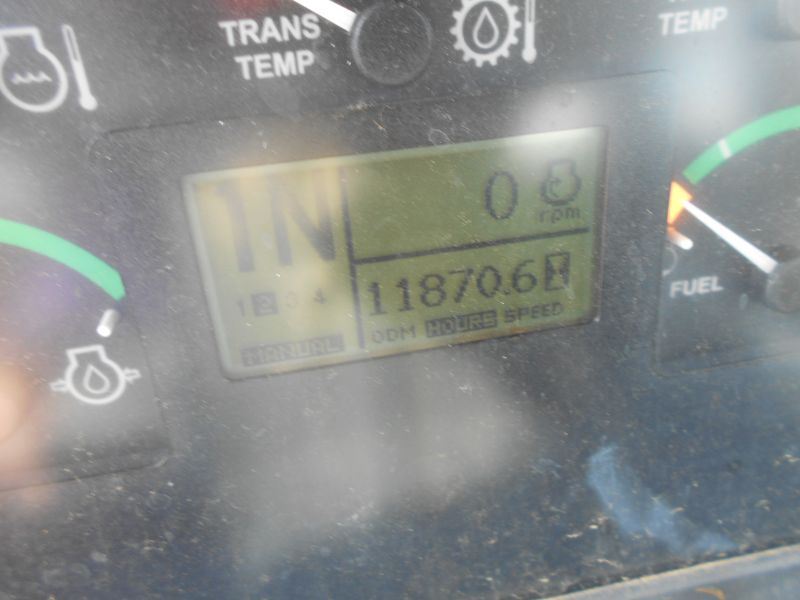 TRANS
TEMP
TEMP
1N
0
rpm
1 2 3 4
11870.6 H
MANUAL
ODM HOURS SPEED
FUEL